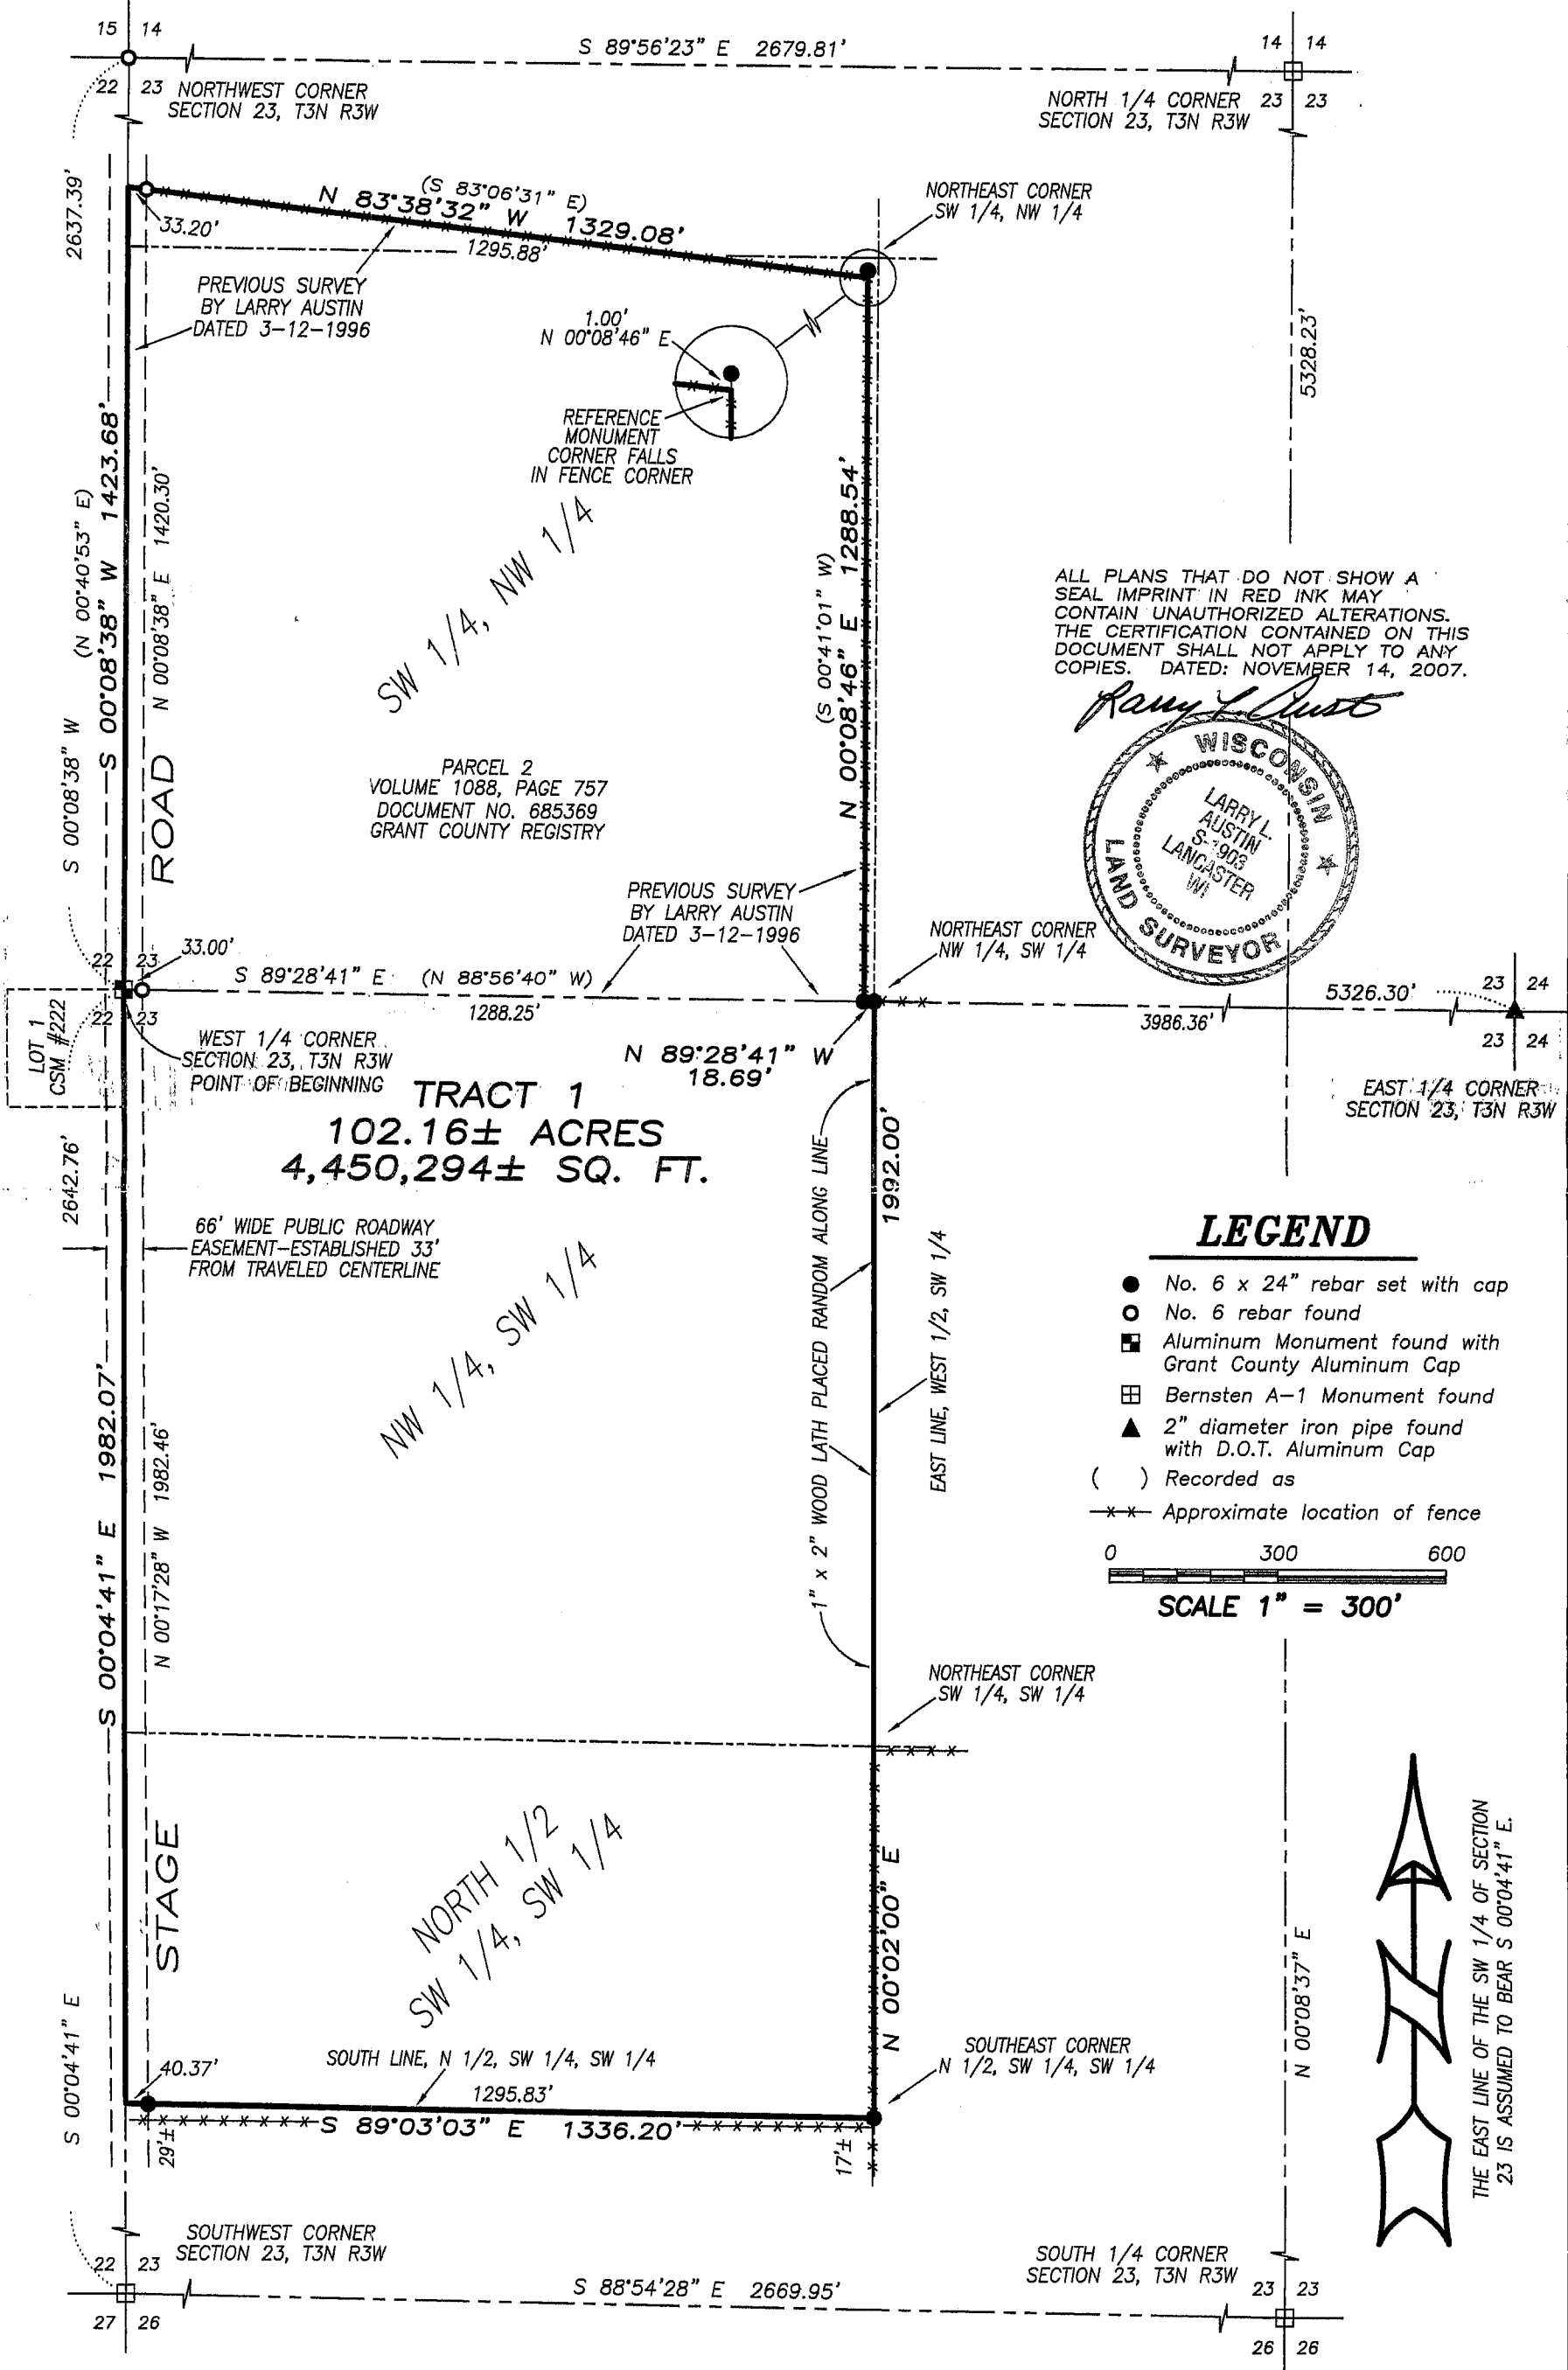 15 14
S 89°56'23" E 2679.81'
14 14
22 23 NORTHWEST CORNER
SECTION 23, T3N R3W
NORTH 1/4 CORNER 23 23
SECTION 23, T3N R3W
2637.39'
(S 83°06'31" E)
N 83°38'32" W 1329.08'
33.20'
1295.88'
NORTHEAST CORNER
SW 1/4, NW 1/4
PREVIOUS SURVEY
BY LARRY AUSTIN
DATED 3-12-1996
1.00'
N 00°08'46" E
REFERENCE
MONUMENT
CORNER FALLS
IN FENCE CORNER
5328.23'
S 00°08'38" W
(N 00°40'53" E)
S 00°08'38" W 1423.68'
N 00°08'38" E 1420.30'
ROAD
SW 1/4, NW 1/4
(S 00°41'01" W)
N 00°08'46" E 1288.54'
ALL PLANS THAT DO NOT SHOW A
SEAL IMPRINT IN RED INK MAY
CONTAIN UNAUTHORIZED ALTERATIONS.
THE CERTIFICATION CONTAINED ON THIS
DOCUMENT SHALL NOT APPLY TO ANY
COPIES. DATED: NOVEMBER 14, 2007.
Larry L. Aust
WISCONSIN
LARRY L.
AUSTIN
S-1903
LANCASTER
WI
LAND SURVEYOR
PARCEL 2
VOLUME 1088, PAGE 757
DOCUMENT NO. 685369
GRANT COUNTY REGISTRY
PREVIOUS SURVEY
BY LARRY AUSTIN
DATED 3-12-1996
NORTHEAST CORNER
NW 1/4, SW 1/4
22 23
33.00'
S 89°28'41" E (N 88°56'40" W)
1288.25'
22 23
LOT 1
CSM #222
WEST 1/4 CORNER
SECTION 23, T3N R3W
POINT OF BEGINNING
N 89°28'41" W
18.69'
3986.36'
5326.30'
23 24
23 24
EAST 1/4 CORNER
SECTION 23, T3N R3W
TRACT 1
102.16± ACRES
4,450,294± SQ. FT.
2642.76'
66' WIDE PUBLIC ROADWAY
EASEMENT-ESTABLISHED 33'
FROM TRAVELED CENTERLINE
S 00°04'41" E 1982.07'
N 00°17'28" W 1982.46'
NW 1/4, SW 1/4
1" x 2" WOOD LATH PLACED RANDOM ALONG LINE
1992.00'
EAST LINE, WEST 1/2, SW 1/4
LEGEND
No. 6 x 24" rebar set with cap
No. 6 rebar found
Aluminum Monument found with
Grant County Aluminum Cap
Bernsten A-1 Monument found
2" diameter iron pipe found
with D.O.T. Aluminum Cap
( ) Recorded as
Approximate location of fence
0 300 600
SCALE 1" = 300'
NORTHEAST CORNER
SW 1/4, SW 1/4
STAGE
NORTH 1/2
SW 1/4, SW 1/4
N 00°02'00" E
N 00°08'37" E
THE EAST LINE OF THE SW 1/4 OF SECTION
23 IS ASSUMED TO BEAR S 00°04'41" E.
S 00°04'41" E
40.37'
SOUTH LINE, N 1/2, SW 1/4, SW 1/4
1295.83'
S 89°03'03" E 1336.20'
29'±
17'±
SOUTHEAST CORNER
N 1/2, SW 1/4, SW 1/4
SOUTHWEST CORNER
SECTION 23, T3N R3W
22 23
27 26
S 88°54'28" E 2669.95'
SOUTH 1/4 CORNER
SECTION 23, T3N R3W
23 23
26 26